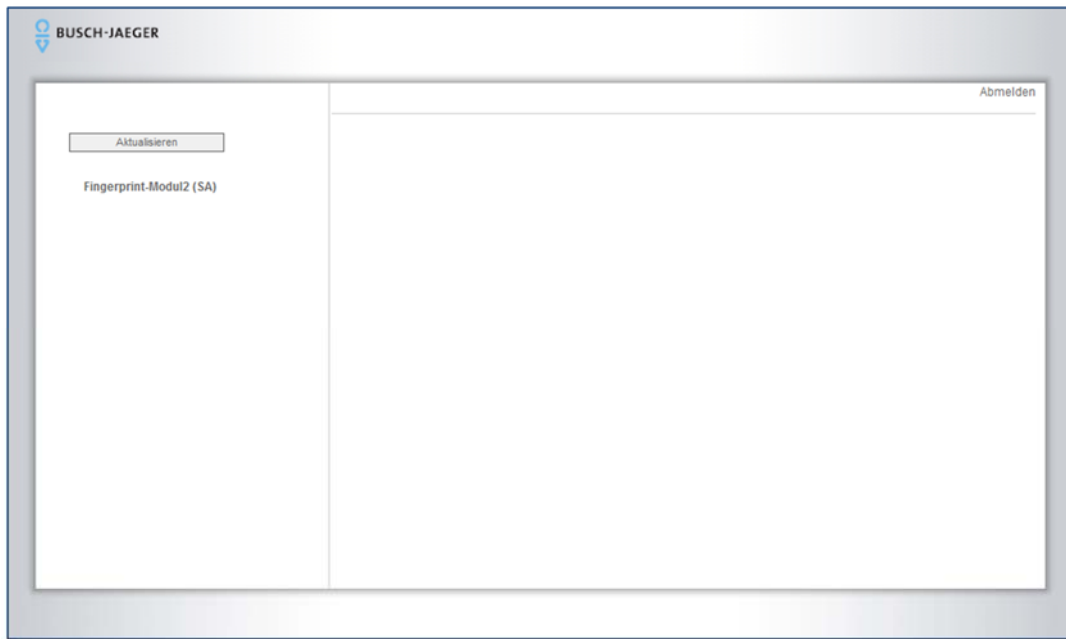 BUSCH-JAEGER
Abmelden
Aktualisieren
Fingerprint-Modul2 (SA)